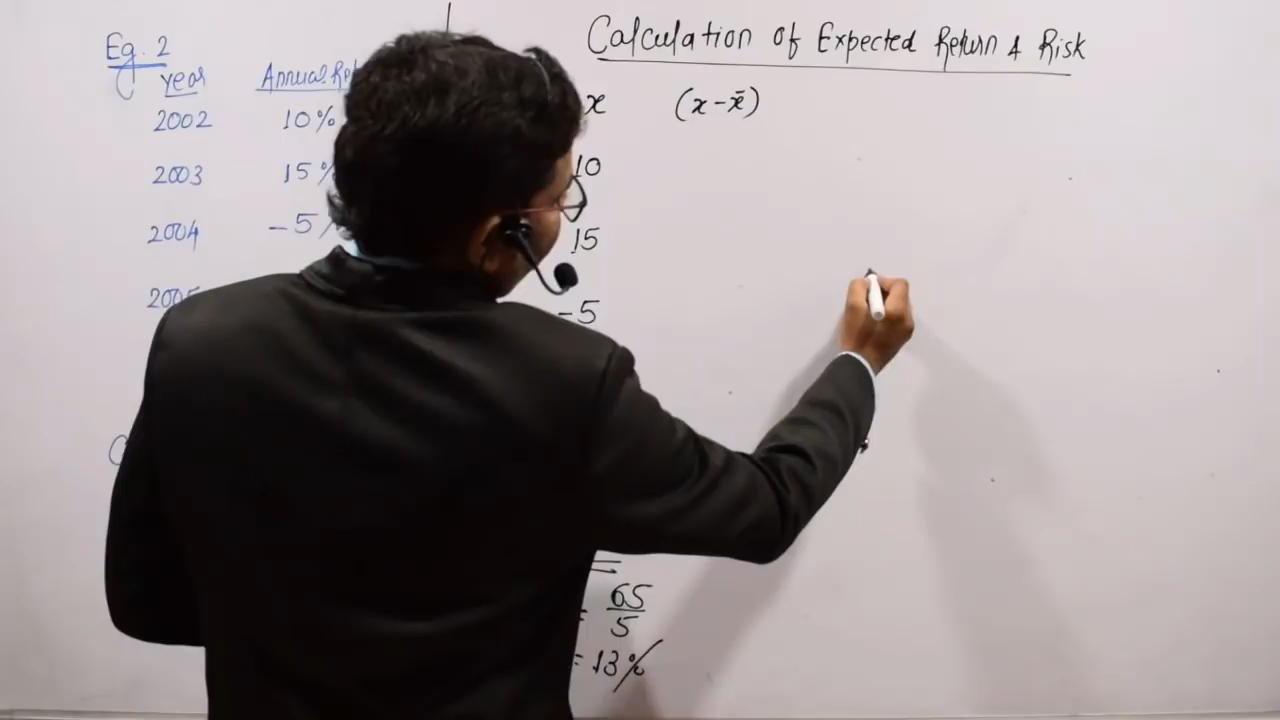 Eg. 2
Calculation of Expected Return & Risk
year Annual
2002 10%
2003 15%
2004 -5%
2005
x (x-x̄)
10
15
-5
= 65/5
= 13%